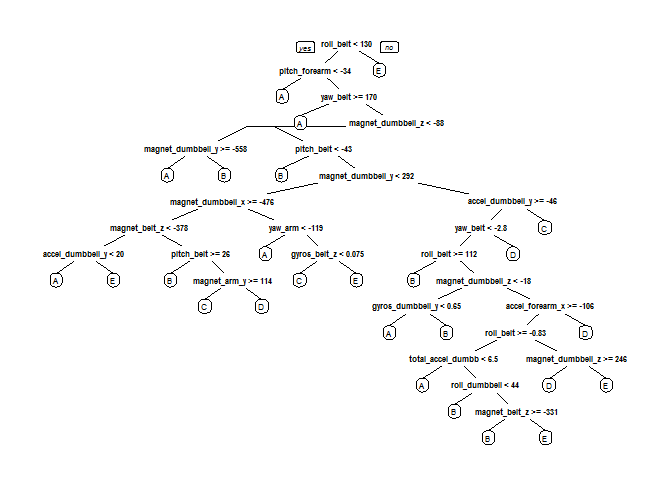 yes roll_belt < 130 no
pitch_forearm < -34 E
A yaw_belt >= 170
A magnet_dumbbell_z < -88
magnet_dumbbell_y >= -558 pitch_belt < -43
A B B magnet_dumbbell_y < 292
magnet_dumbbell_x >= -476 accel_dumbbell_y >= -46
magnet_belt_z < -378 yaw_arm < -119 yaw_belt < -2.8 C
accel_dumbbell_y < 20 pitch_belt >= 26 A gyros_belt_z < 0.075 roll_belt >= 112 D
A E B magnet_arm_y >= 114 C E B magnet_dumbbell_z < -18
C D gyros_dumbbell_y < 0.65 accel_forearm_x >= -106
A B roll_belt >= -0.83 D
total_accel_dumbb < 6.5 magnet_dumbbell_z >= 246
A roll_dumbbell < 44 D E
B magnet_belt_z >= -331
B E